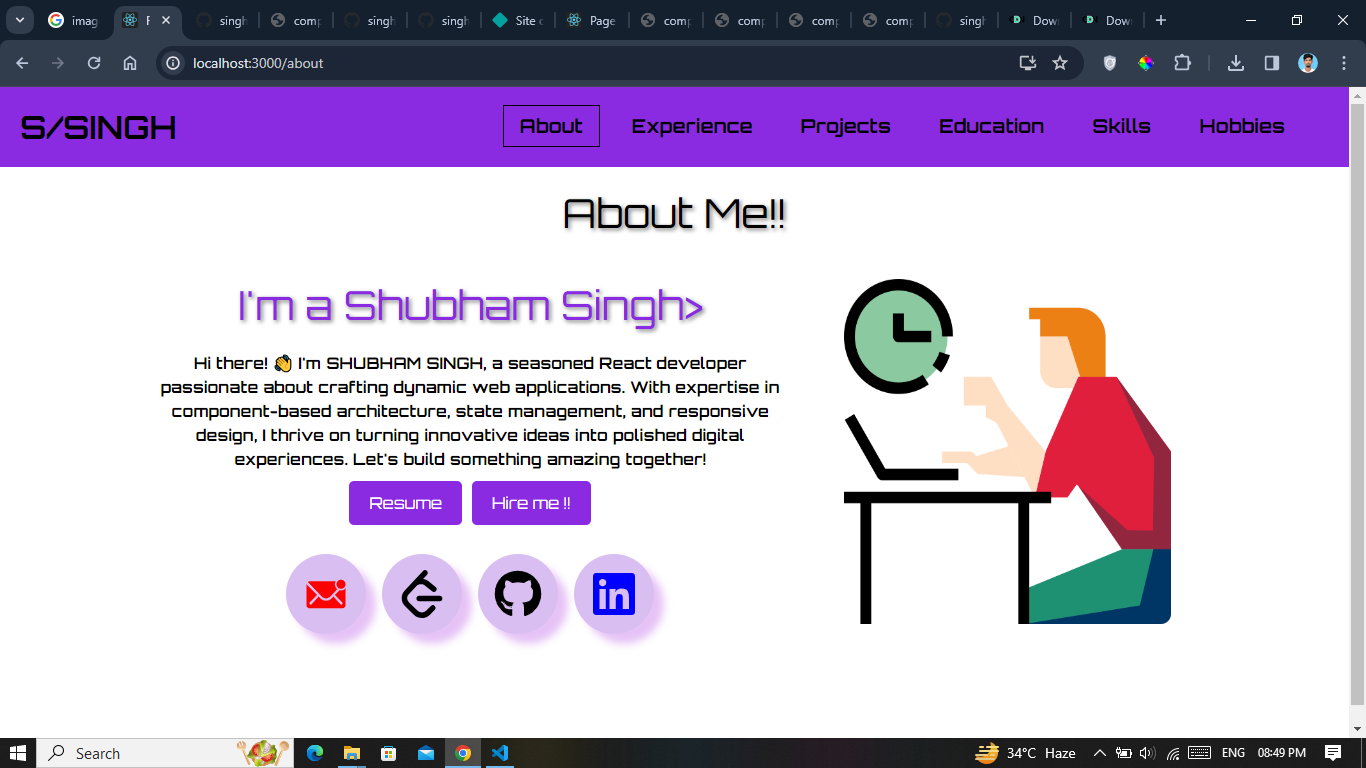 imag
singh
comp
singh
singh
Site o
Page
comp
comp
comp
comp
singh
Dow
Dow
localhost:3000/about
S/SINGH
About Experience Projects Education Skills Hobbies
About Me!!
I'm a Shubham Singh>
Hi there! 👋 I'm SHUBHAM SINGH, a seasoned React developer
passionate about crafting dynamic web applications. With expertise in
component-based architecture, state management, and responsive
design, I thrive on turning innovative ideas into polished digital
experiences. Let's build something amazing together!
Resume Hire me !!
in
Search
34°C Haze
ENG
08:49 PM